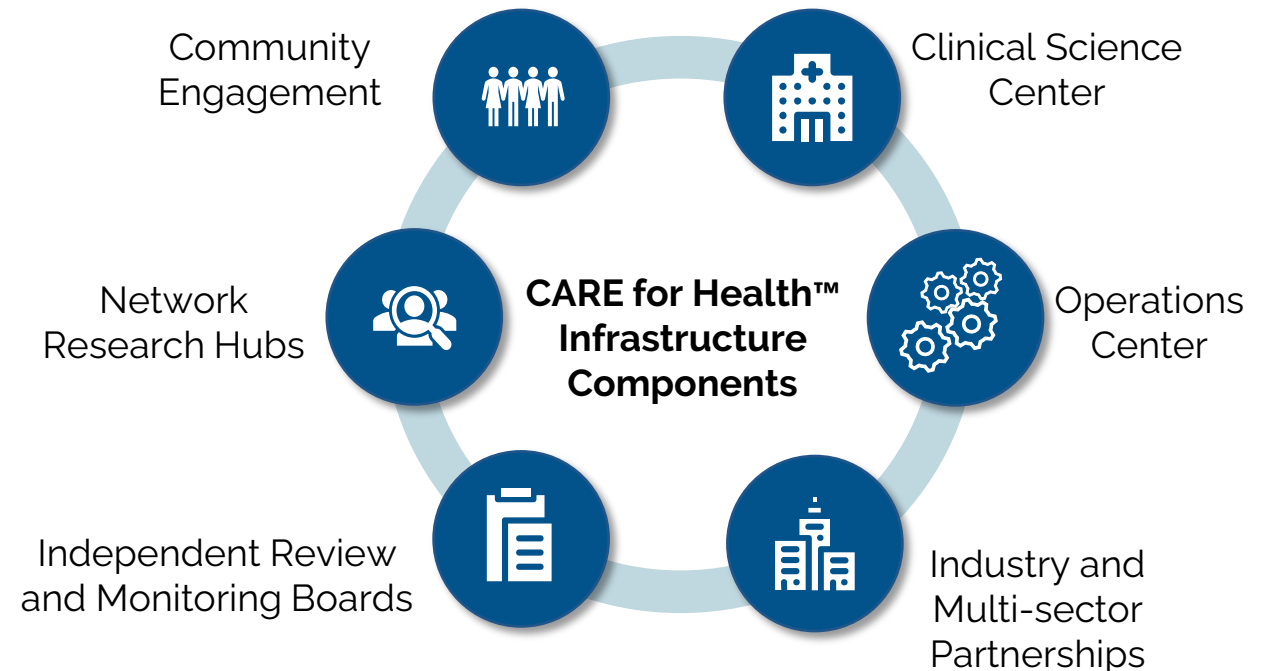 Community
Engagement
Clinical Science
Center
Network
Research Hubs
CARE for Health™
Infrastructure
Components
Operations
Center
Independent Review
and Monitoring Boards
Industry and
Multi-sector
Partnerships